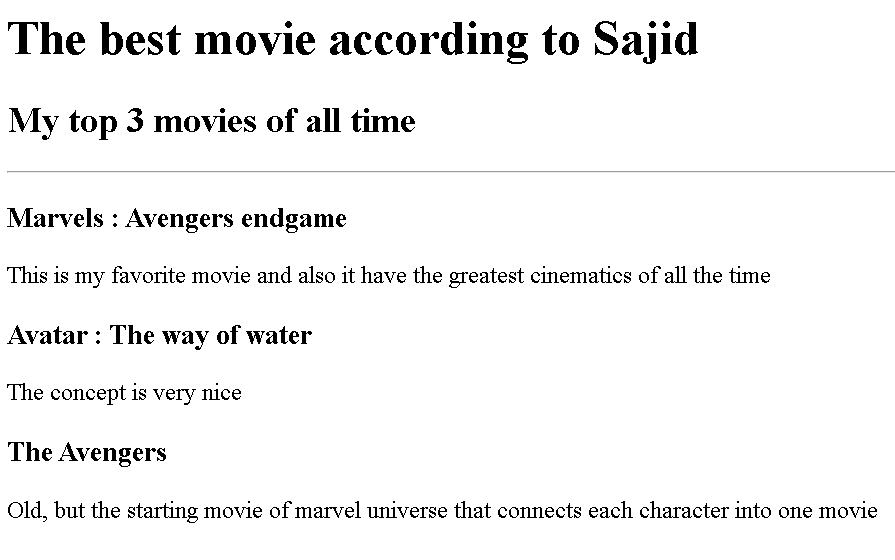 The best movie according to Sajid
My top 3 movies of all time
Marvels : Avengers endgame
This is my favorite movie and also it have the greatest cinematics of all the time
Avatar : The way of water
The concept is very nice
The Avengers
Old, but the starting movie of marvel universe that connects each character into one movie